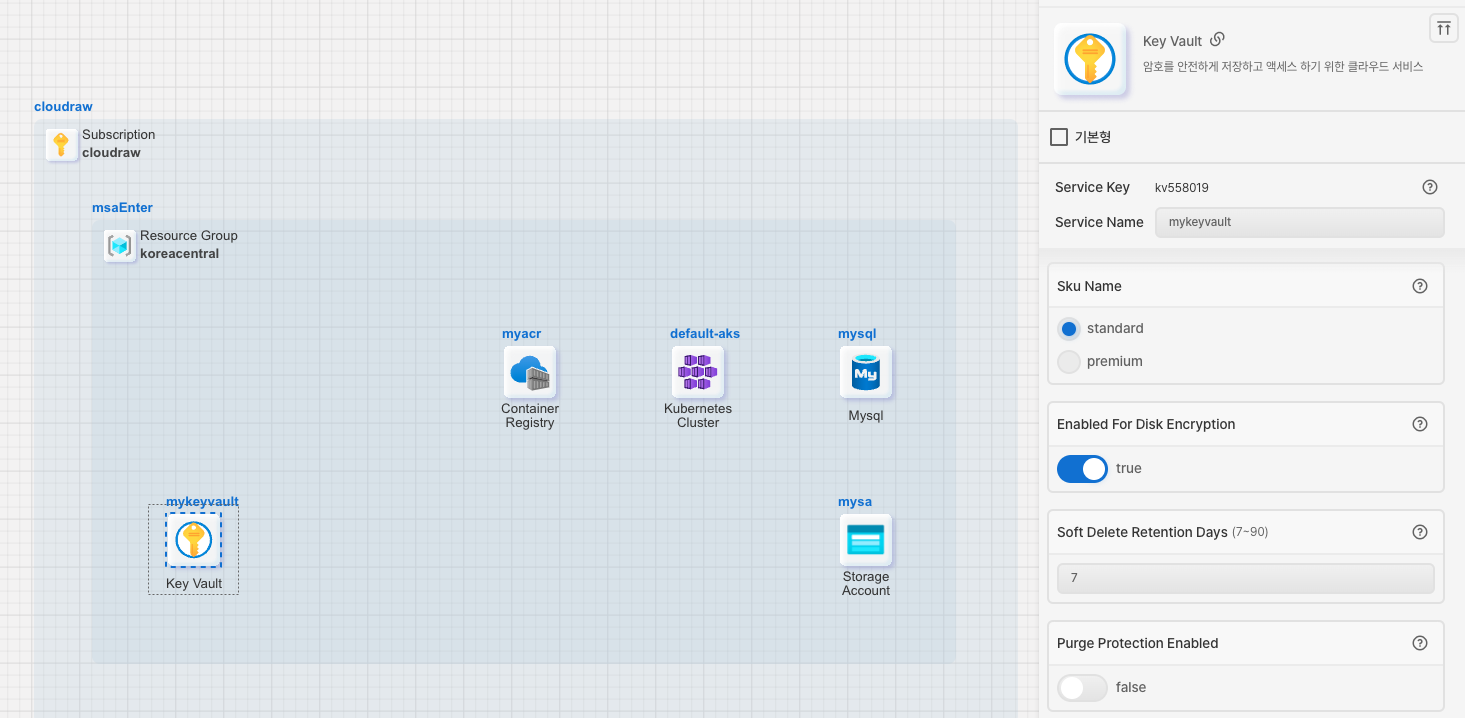 cloudraw
Subscription
cloudraw
msaEnter
Resource Group
koreacentral
myacr
Container
Registry
default-aks
Kubernetes
Cluster
mysql
My
Mysql
mykeyvault
Key Vault
mysa
Storage
Account
Key Vault
암호를 안전하게 저장하고 액세스 하기 위한 클라우드 서비스
기본형
Service Key kv558019 ?
Service Name mykeyvault
Sku Name ?
standard
premium
Enabled For Disk Encryption ?
true
Soft Delete Retention Days (7~90) ?
7
Purge Protection Enabled ?
false